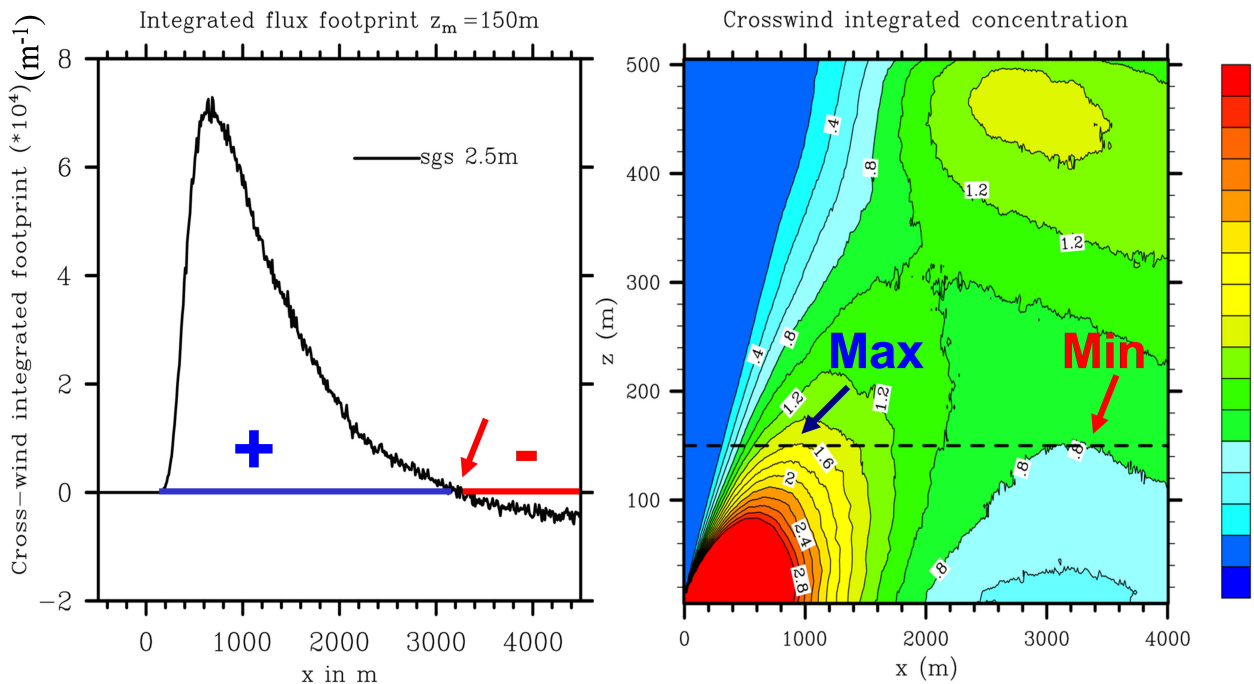 Integrated flux footprint z_m =150m
Cross-wind integrated footprint (*10^4) (m^-1)
8
6
4
2
0
-2
sgs 2.5m
+
-
0 1000 2000 3000 4000
x in m
Crosswind integrated concentration
z (m)
500
400
300
200
100
.4
.8
1.2
1.2
.4
.8
Max
Min
1.2
1.2
1.6
.8
.8
2
2.4
2.8
.8
0 1000 2000 3000 4000
x (m)